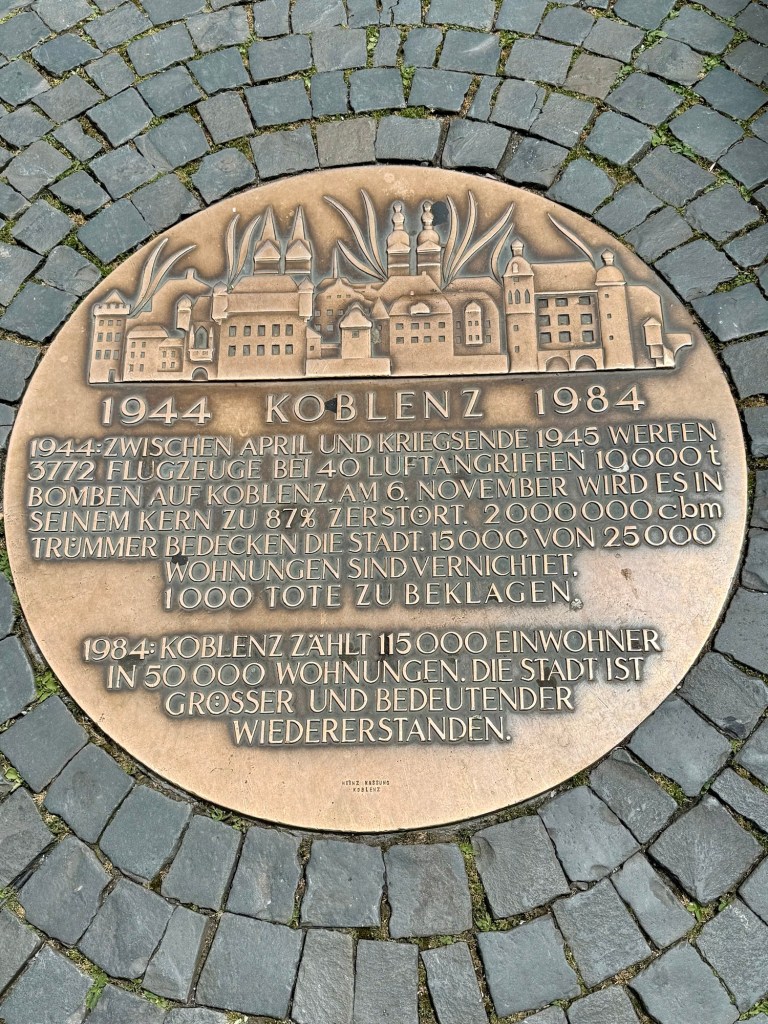 1944 KOBLENZ 1984
1944: ZWISCHEN APRIL UND KRIEGSENDE 1945 WERFEN
3772 FLUGZEUGE BEI 40 LUFTANGRIFFEN 10000 t
BOMBEN AUF KOBLENZ. AM 6. NOVEMBER WIRD ES IN
SEINEM KERN ZU 87% ZERSTÖRT. 2000000 cbm
TRÜMMER BEDECKEN DIE STADT. 15000 VON 25000
WOHNUNGEN SIND VERNICHTET,
1000 TOTE ZU BEKLAGEN.
1984: KOBLENZ ZÄHLT 115000 EINWOHNER
IN 50000 WOHNUNGEN. DIE STADT IST
GRÖSSER UND BEDEUTENDER
WIEDERERSTANDEN.
HEINZ KASSUNG
KOBLENZ